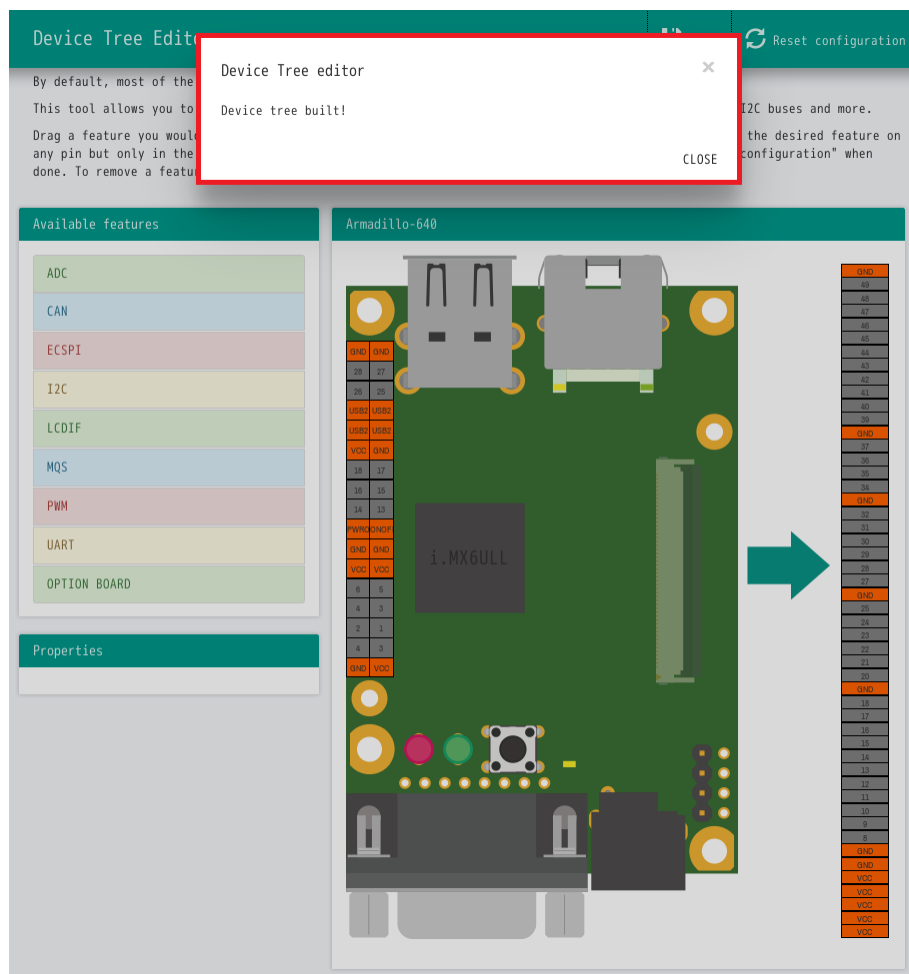 Device Tree Edit
Reset configuration
Device Tree editor
×
Device tree built!
CLOSE
By default, most of the
This tool allows you to
I2C buses and more.
Drag a feature you woul
the desired feature on
any pin but only in the
configuration" when
done. To remove a featu
Available features
ADC
CAN
ECSPI
I2C
LCDIF
MQS
PWM
UART
OPTION BOARD
Properties
Armadillo-640
GND GND
28 27
26 25
USB2 USB2
USB2 USB2
VCC GND
18 17
16 15
14 13
PWRO ONOF
GND GND
VCC VCC
6 5
4 3
2 1
4 3
GND VCC
i.MX6ULL
GND
49
48
47
46
45
44
43
42
41
40
39
GND
37
36
35
34
GND
32
31
30
29
28
27
GND
25
24
23
22
21
20
GND
18
17
16
15
14
13
12
11
10
9
8
GND
GND
VCC
VCC
VCC
VCC
VCC